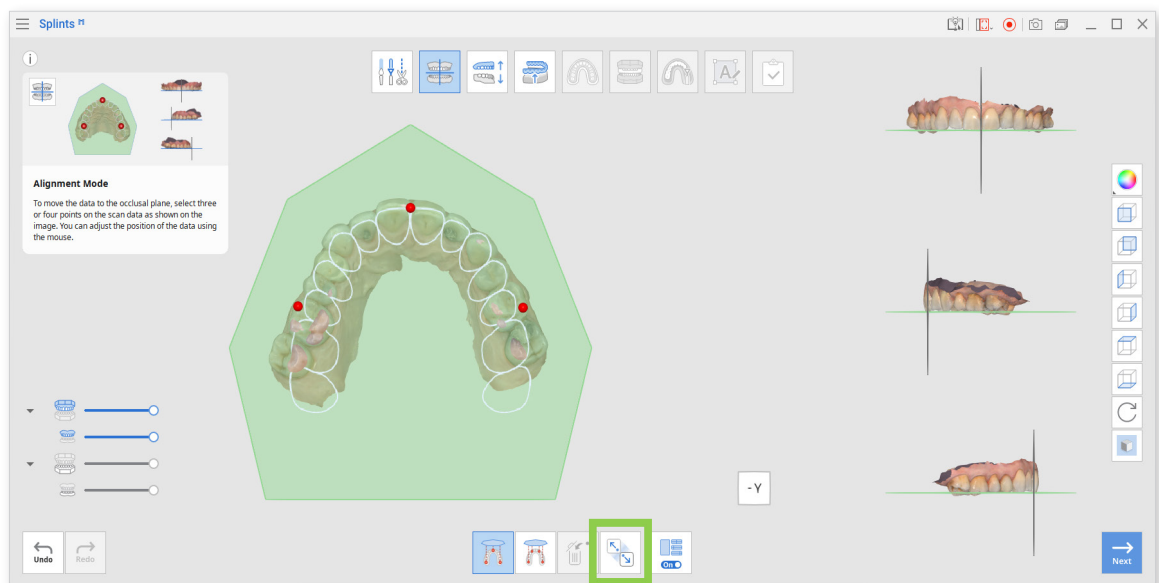 Splints
Alignment Mode
To move the data to the occlusal plane, select three
or four points on the scan data as shown on the
image. You can adjust the position of the data using
the mouse.
- Y
Undo
Redo
On
Next